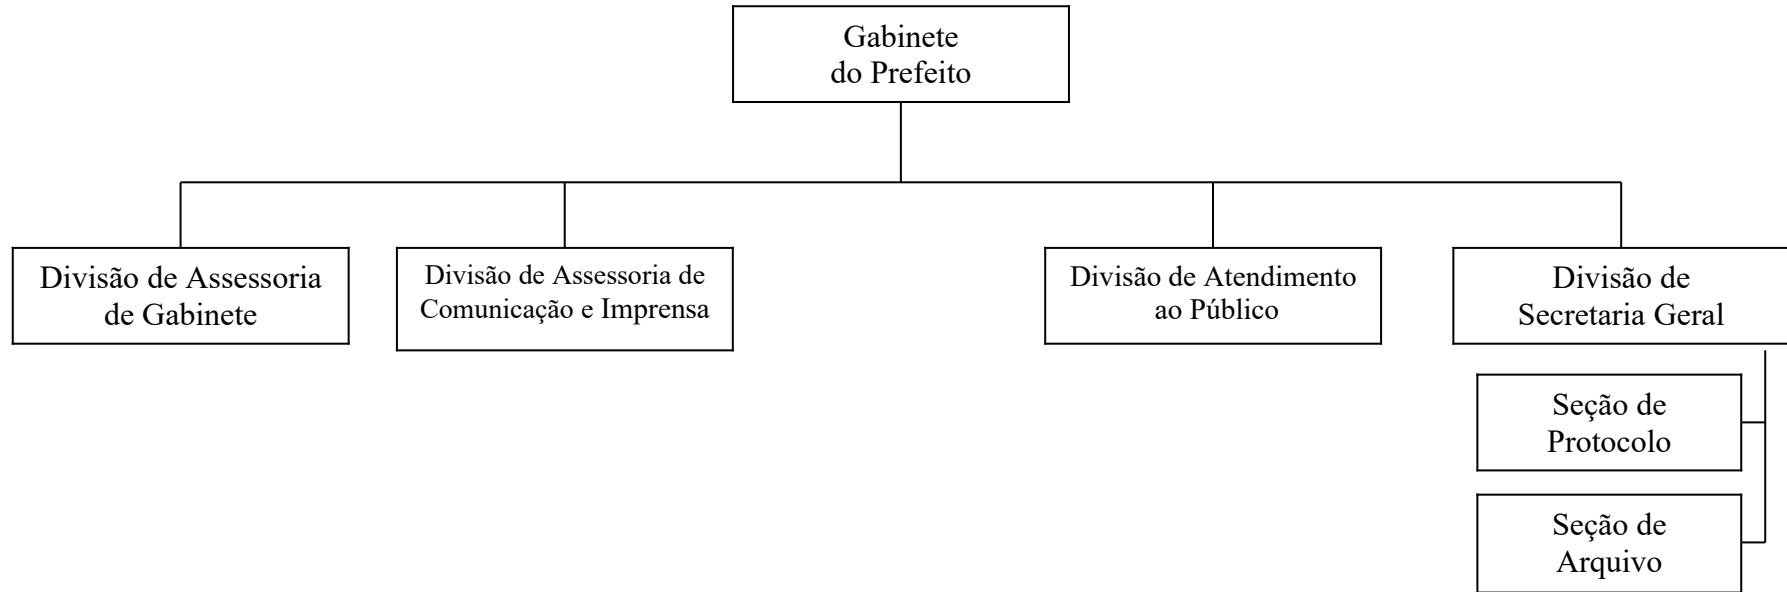 Gabinete
do Prefeito
Divisão de Assessoria
de Gabinete
Divisão de Assessoria de
Comunicação e Imprensa
Divisão de Atendimento
ao Público
Divisão de
Secretaria Geral
Seção de
Protocolo
Seção de
Arquivo